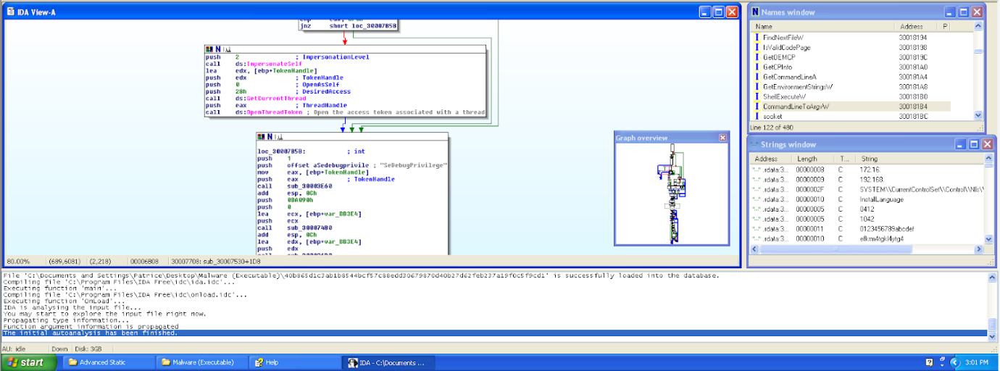 IDA View-A
jnz short loc_30007B5B
push 2 ; ImpersonationLevel
call ds:ImpersonateSelf
lea edx, [ebp+TokenHandle]
push edx ; TokenHandle
push 0 ; OpenAsSelf
push 28h ; DesiredAccess
call ds:GetCurrentThread
push eax ; ThreadHandle
call ds:OpenThreadToken ; Open the access token associated with a thread
loc_30007B5B: ; int
push 1
push offset aSedebugprivile ; "SeDebugPrivilege"
mov eax, [ebp+TokenHandle]
push eax ; TokenHandle
call sub_30003E60
add esp, 0Ch
push 0BA090h
push 0
lea ecx, [ebp+var_BB3E4]
push ecx
call sub_30007480
add esp, 0Ch
lea edx, [ebp+var_BB3E4]
push edx
Graph overview
80.00% (689,6081) (2,218) 00006B08 30007708: sub_30007530+1D8
Names window
Name Address P
FindNextFileW 30018194
IsValidCodePage 30018198
GetOEMCP 3001819C
GetCPInfo 300181A0
GetCommandLineA 300181A4
GetEnvironmentStringsW 300181A8
ShellExecuteW 300181B0
CommandLineToArgvW 300181B4
socket 300181BC
Line 122 of 480
Strings window
Address Length T... String
.rdata:3... 00000008 C 172.16.
.rdata:3... 00000009 C 192.168.
.rdata:3... 0000002F C SYSTEM\\CurrentControlSet\\Control\\Nls\\
.rdata:3... 00000010 C InstallLanguage
.rdata:3... 00000005 C 0412
.rdata:3... 00000005 C 1042
.rdata:3... 00000011 C 0123456789abcdef
.rdata:3... 00000010 C efkm4tgkl4ytg4
File 'C:\Documents and Settings\Patrice\Desktop\Malware (Executable)\40b865d1c3ab1b8544bcf57c88edd30679870d40b27d62feb237a19f0c5f9cd1' is successfully loaded into the database.
Compiling file 'C:\Program Files\IDA Free\idc\ida.idc'...
Executing function 'main'...
Compiling file 'C:\Program Files\IDA Free\idc\onload.idc'...
Executing function 'OnLoad'...
IDA is analysing the input file...
You may start to explore the input file right now.
Propagating type information...
Function argument information is propagated
The initial autoanalysis has been finished.
AU: idle Down Disk: 3GB
start Advanced Static Malware (Executable) Help IDA - C:\Documents ... 3:01 PM